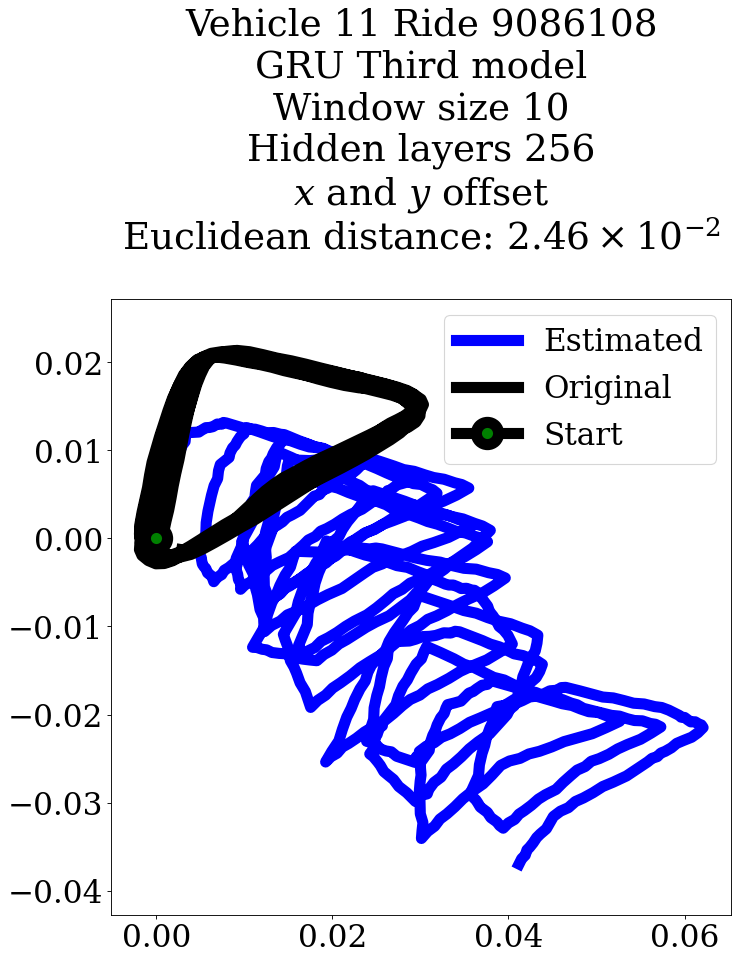 Vehicle 11 Ride 9086108
GRU Third model
Window size 10
Hidden layers 256
x and y offset
Euclidean distance: 2.46 × 10⁻²
Estimated
Original
Start
0.02
0.01
0.00
−0.01
−0.02
−0.03
−0.04
0.00 0.02 0.04 0.06